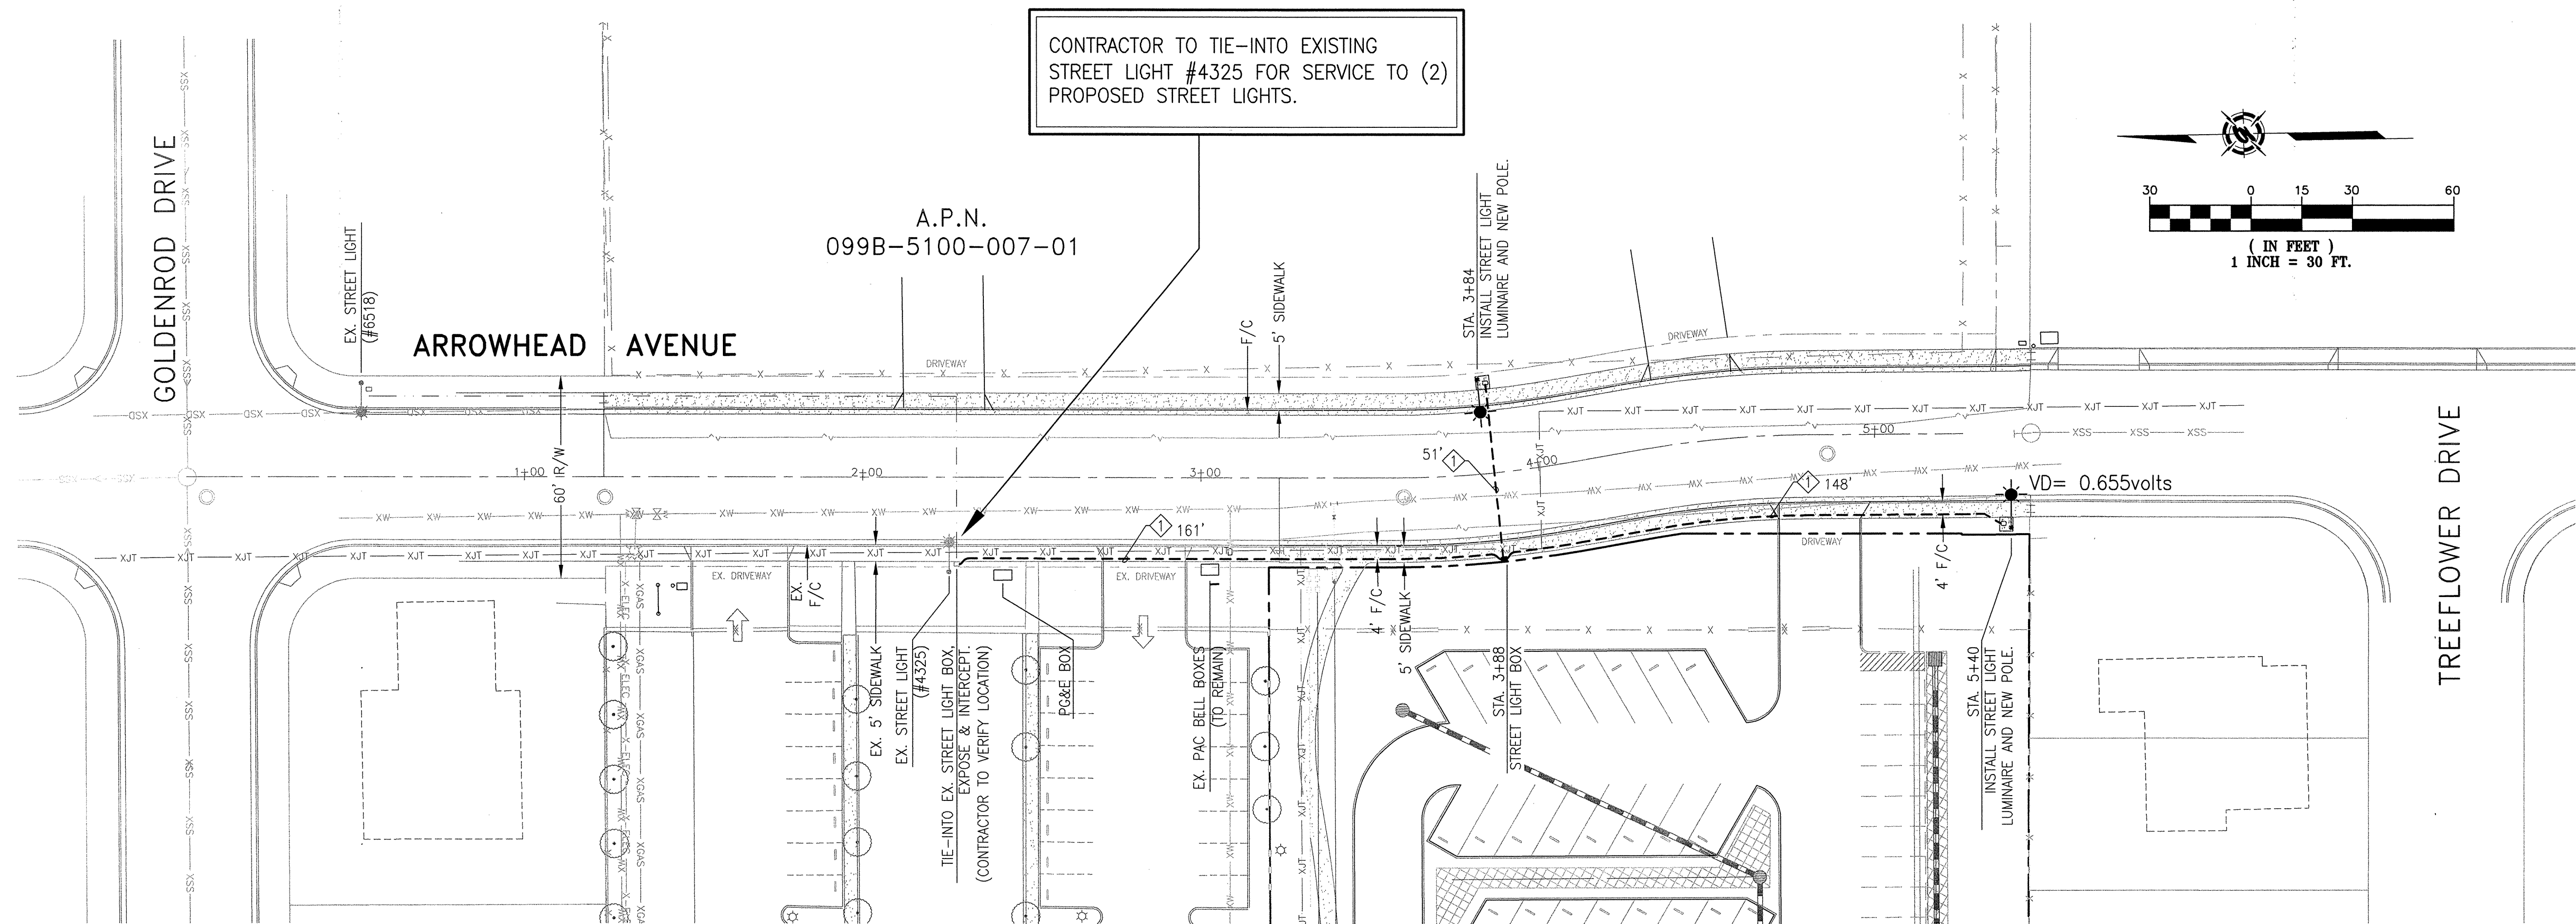 CONTRACTOR TO TIE-INTO EXISTING
STREET LIGHT #4325 FOR SERVICE TO (2)
PROPOSED STREET LIGHTS.
30 0 15 30 60
( IN FEET )
1 INCH = 30 FT.
GOLDENROD DRIVE
EX. STREET LIGHT
(#6518)
ARROWHEAD AVENUE
A.P.N.
099B-5100-007-01
DRIVEWAY
F/C
5' SIDEWALK
STA. 3+84
INSTALL STREET LIGHT
LUMINAIRE AND NEW POLE.
DRIVEWAY
TREEFLOWER DRIVE
60' R/W
1+00
2+00
3+00
4+00
5+00
51'
1
1
148'
VD= 0.655volts
1
161'
EX. DRIVEWAY
EX. DRIVEWAY
DRIVEWAY
EX.
F/C
EX. 5' SIDEWALK
EX. STREET LIGHT
(#4325)
TIE-INTO EX. STREET LIGHT BOX,
EXPOSE & INTERCEPT.
(CONTRACTOR TO VERIFY LOCATION)
PG&E BOX
EX. PAC BELL BOXES
(TO REMAIN)
4' F/C
5' SIDEWALK
STA. 3+88
STREET LIGHT BOX
4' F/C
STA. 5+40
INSTALL STREET LIGHT
LUMINAIRE AND NEW POLE.
XSS
XSD
XJT
XW
XGAS
X-ELEC